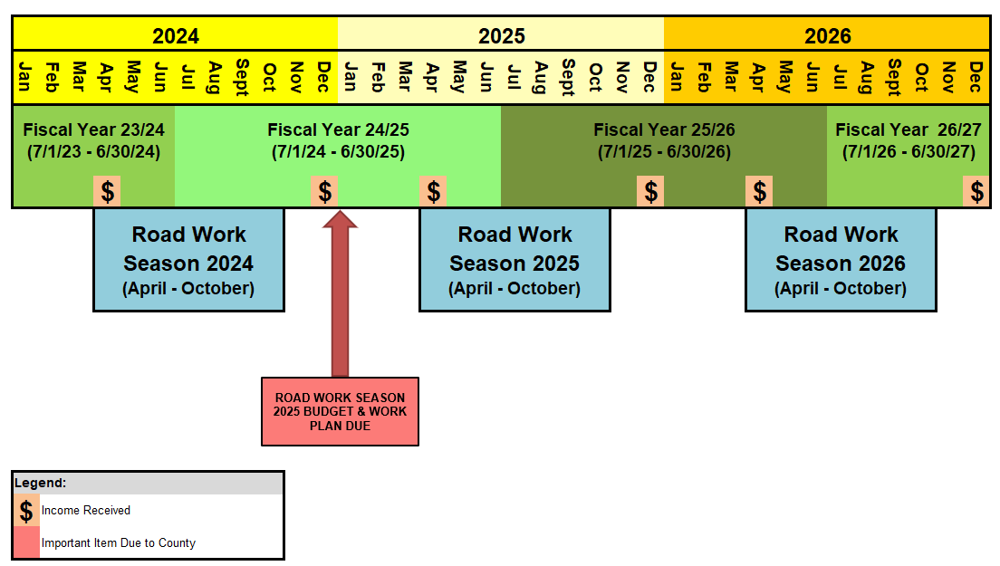 2024 2025 2026
Jan Feb Mar Apr May Jun Jul Aug Sept Oct Nov Dec Jan Feb Mar Apr May Jun Jul Aug Sept Oct Nov Dec Jan Feb Mar Apr May Jun Jul Aug Sept Oct Nov Dec
Fiscal Year 23/24
(7/1/23 - 6/30/24)
Fiscal Year 24/25
(7/1/24 - 6/30/25)
Fiscal Year 25/26
(7/1/25 - 6/30/26)
Fiscal Year  26/27
(7/1/26 - 6/30/27)
$ $ $ $ $ $
Road Work
Season 2024
(April - October)
Road Work
Season 2025
(April - October)
Road Work
Season 2026
(April - October)
ROAD WORK SEASON
2025 BUDGET & WORK
PLAN DUE
Legend:
$ Income Received
Important Item Due to County